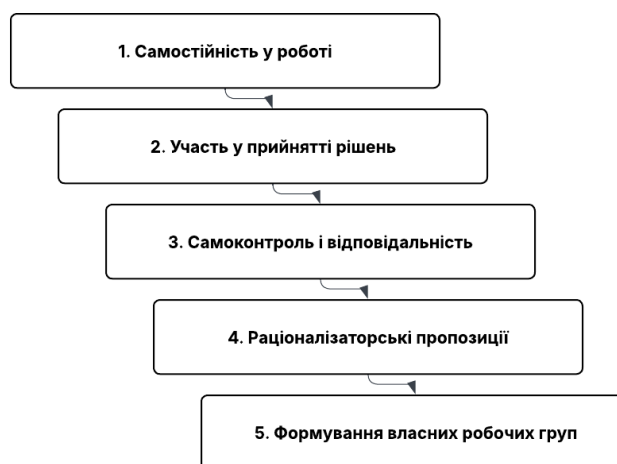 1. Самостійність у роботі
2. Участь у прийнятті рішень
3. Самоконтроль і відповідальність
4. Раціоналізаторські пропозиції
5. Формування власних робочих груп